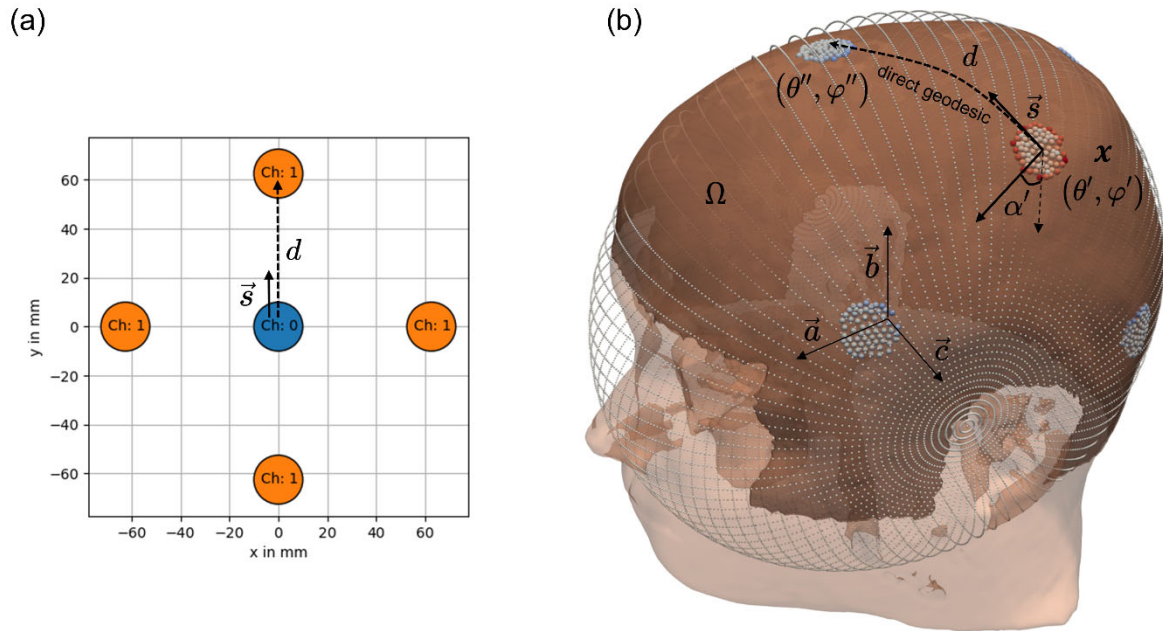 (a)
60
40
20
0
−20
−40
−60
y in mm
−60
−40
−20
0
20
40
60
x in mm
Ch: 1
d
s⃗
Ch: 1
Ch: 0
Ch: 1
Ch: 1
(b)
d
(θ′′, φ′′)
direct geodesic
s⃗
x
(θ′, φ′)
α′
Ω
b⃗
a⃗
c⃗